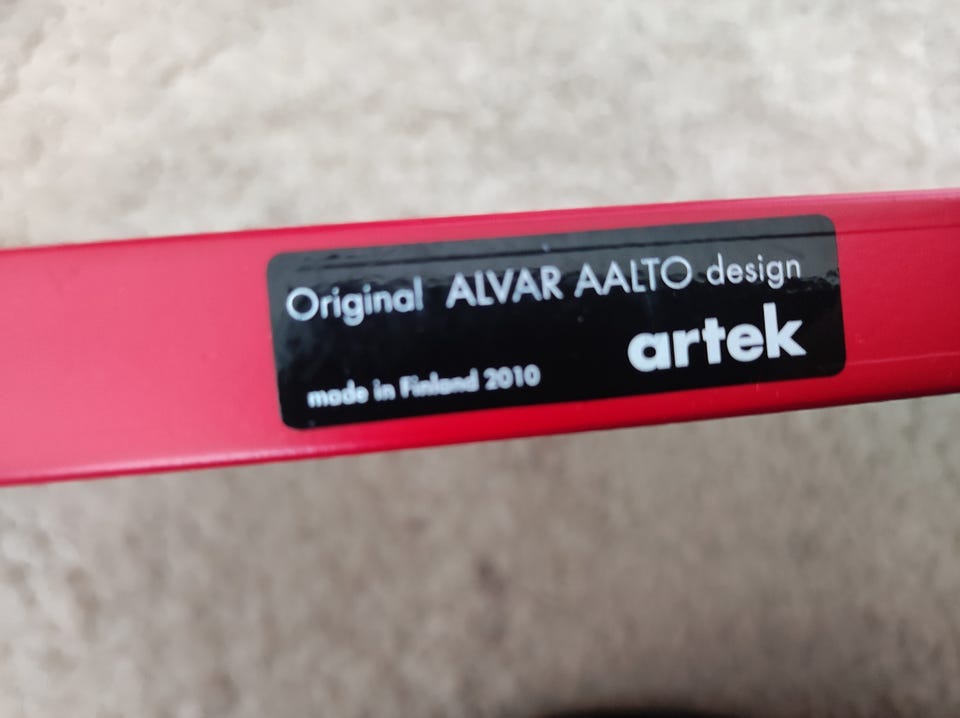 Original ALVAR AALTO design
artek
made in Finland 2010